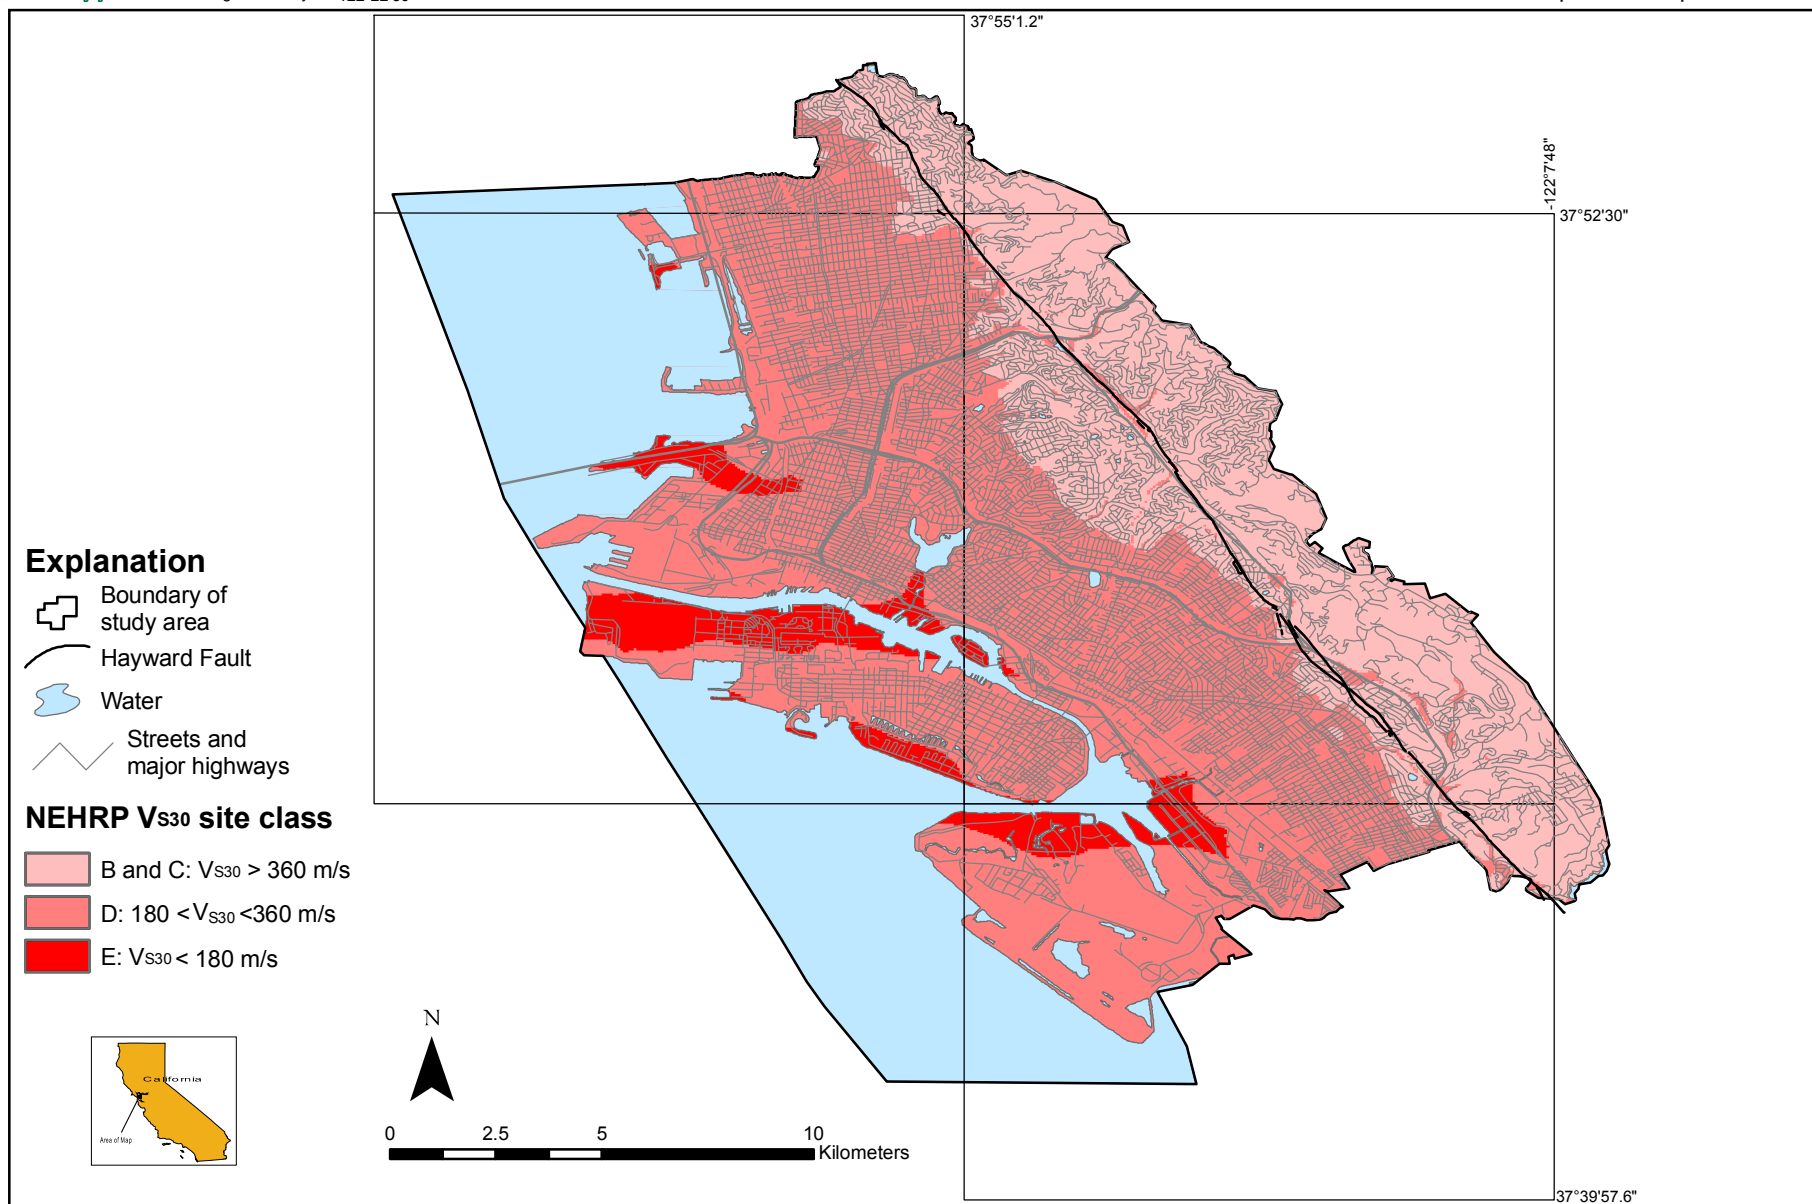 37°55'1.2"
-122°7'48"
37°52'30"
Explanation
Boundary of
study area
Hayward Fault
Water
Streets and
major highways
NEHRP VS30 site class
B and C: VS30 > 360 m/s
D: 180 < VS30 <360 m/s
E: VS30 < 180 m/s
California
Area of Map
N
0 2.5 5 10
Kilometers
37°39'57.6"